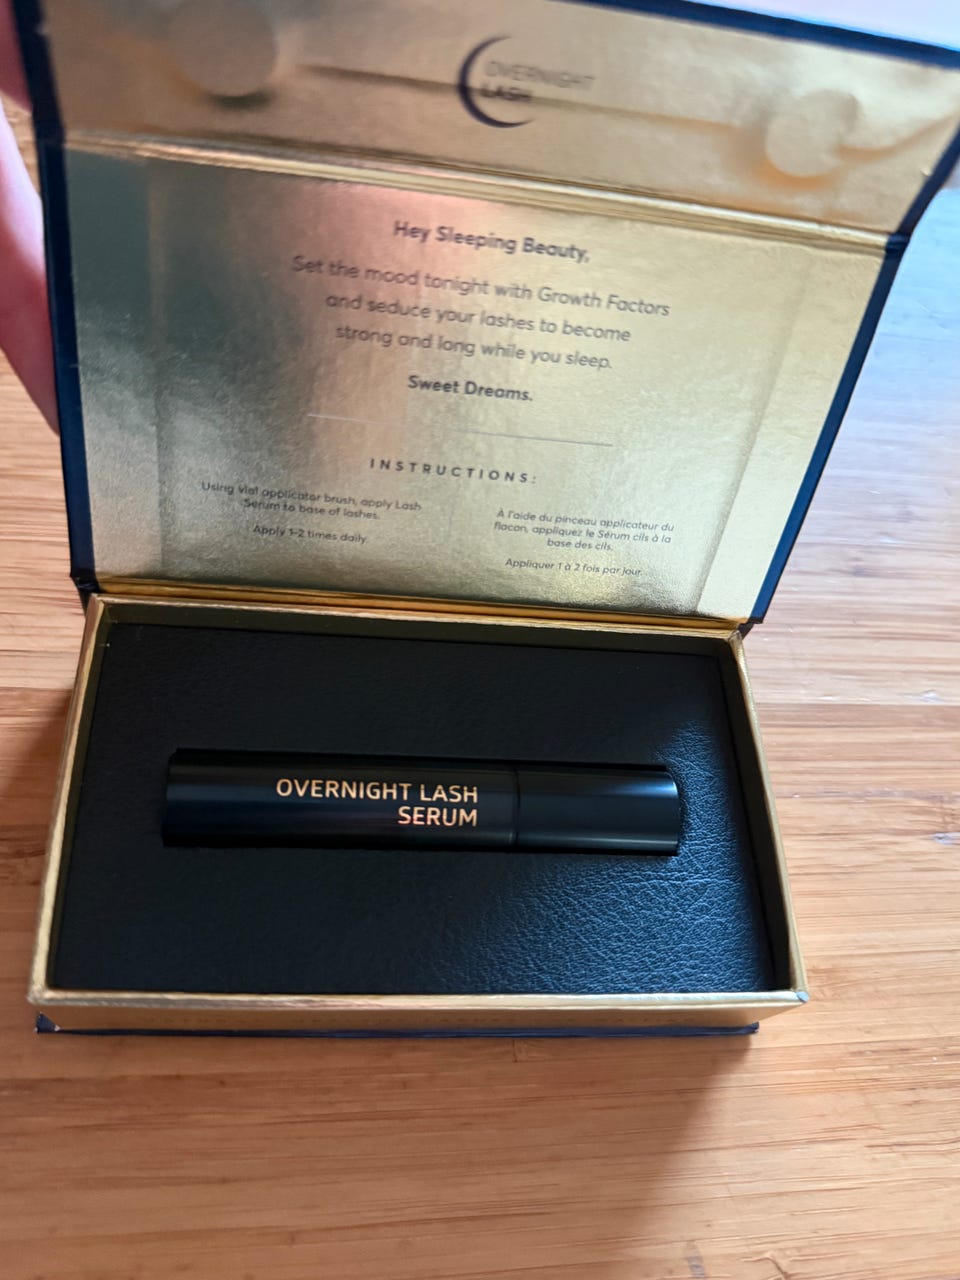 OVERNIGHT
LASH
Hey Sleeping Beauty,
Set the mood tonight with Growth Factors
and seduce your lashes to become
strong and long while you sleep.
Sweet Dreams.
INSTRUCTIONS:
Using vial applicator brush, apply Lash
Serum to base of lashes.
Apply 1-2 times daily.
À l'aide du pinceau applicateur du
flacon, appliquez le Sérum cils à la
base des cils.
Appliquer 1 à 2 fois par jour.
OVERNIGHT LASH
SERUM